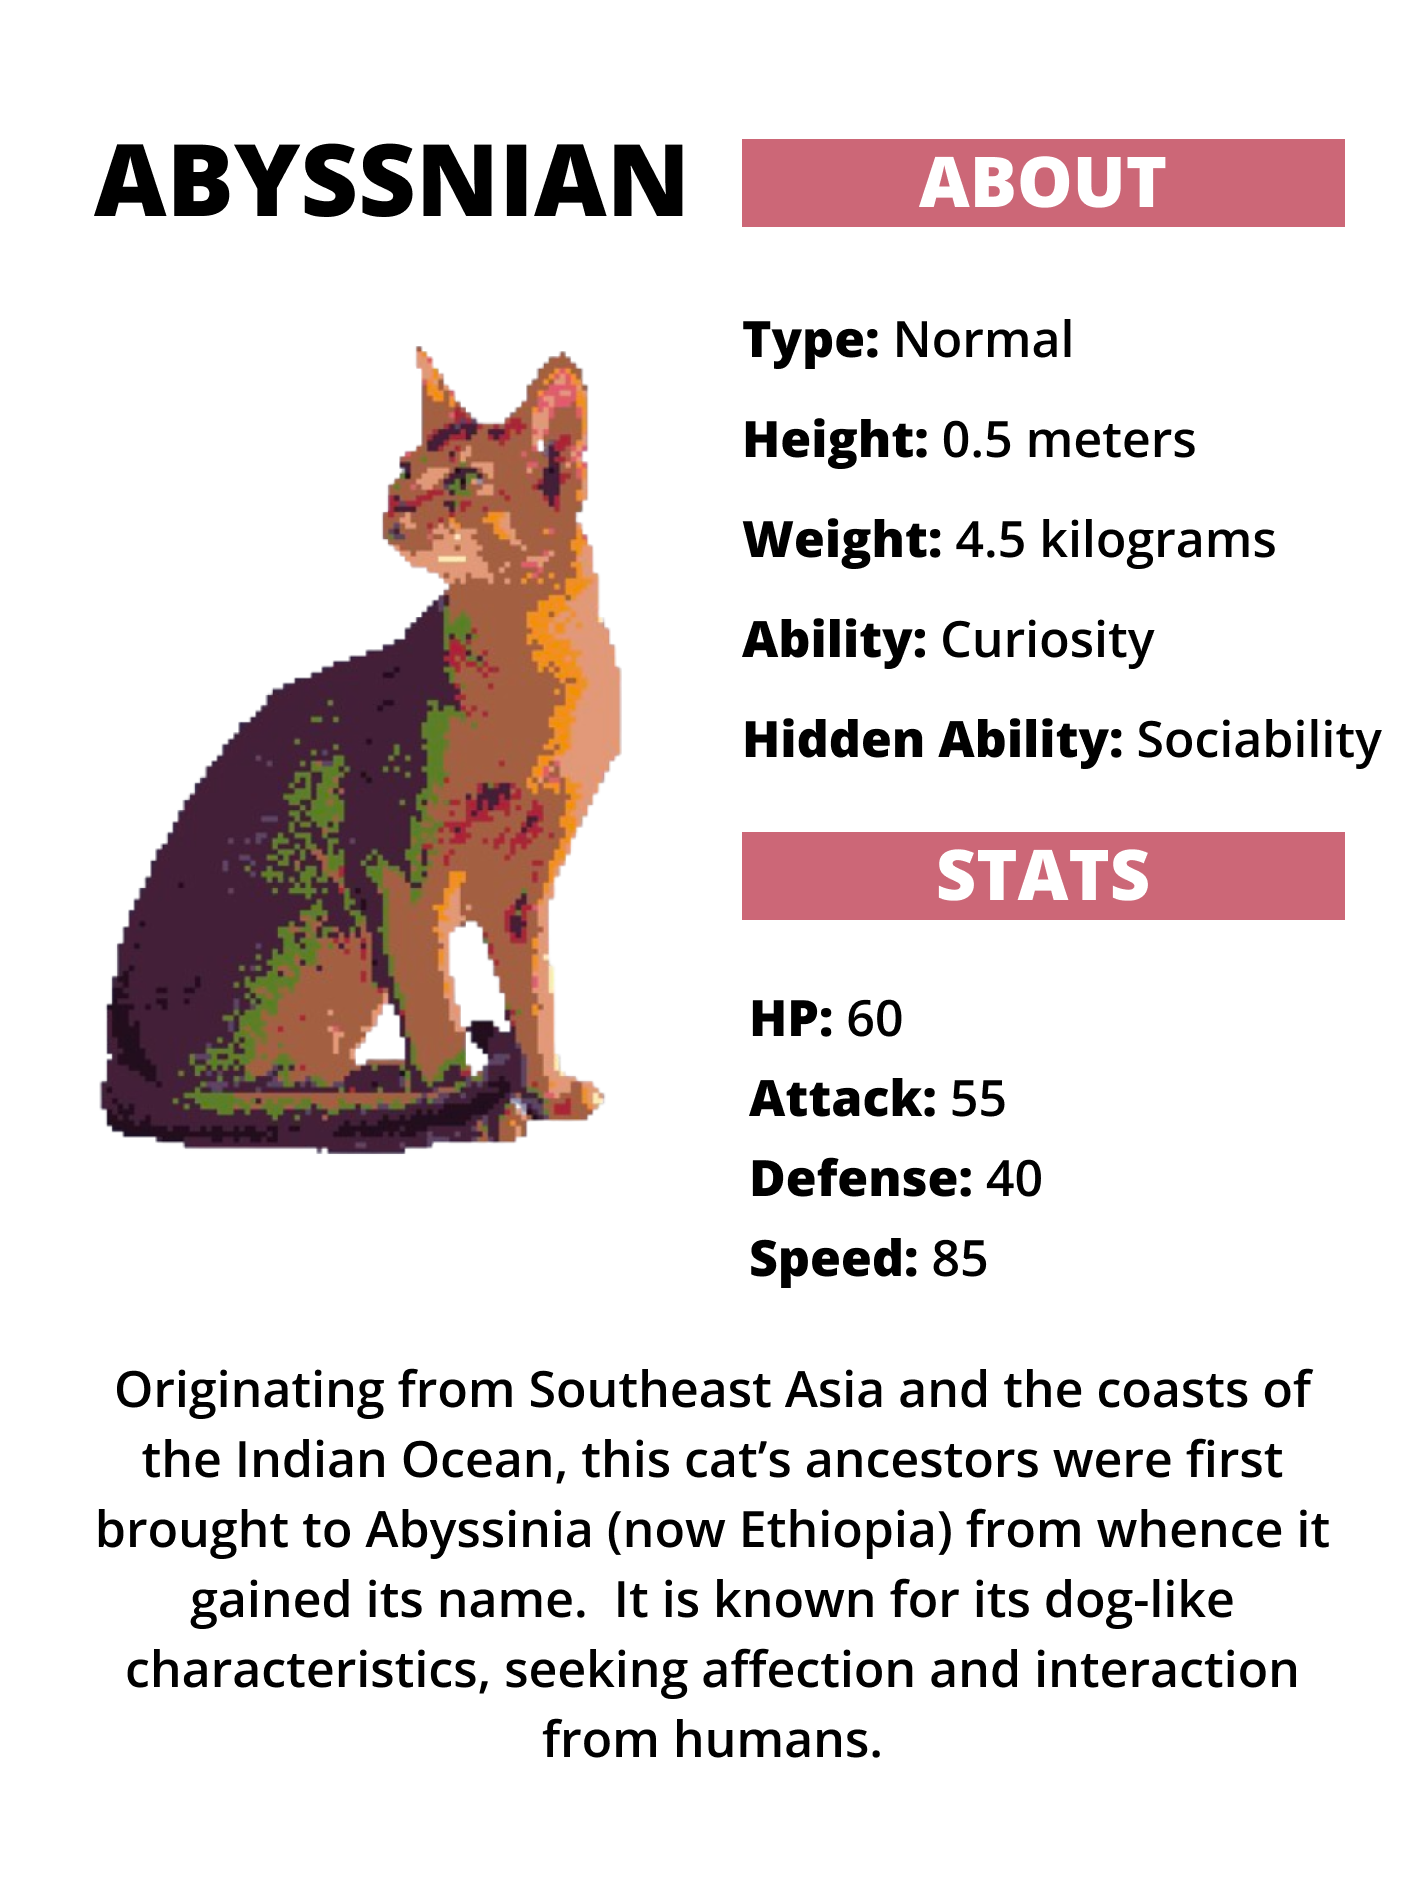 ABYSSNIAN
ABOUT
Type: Normal
Height: 0.5 meters
Weight: 4.5 kilograms
Ability: Curiosity
Hidden Ability: Sociability
STATS
HP: 60
Attack: 55
Defense: 40
Speed: 85
Originating from Southeast Asia and the coasts of
the Indian Ocean, this cat’s ancestors were first
brought to Abyssinia (now Ethiopia) from whence it
gained its name.  It is known for its dog-like
characteristics, seeking affection and interaction
from humans.